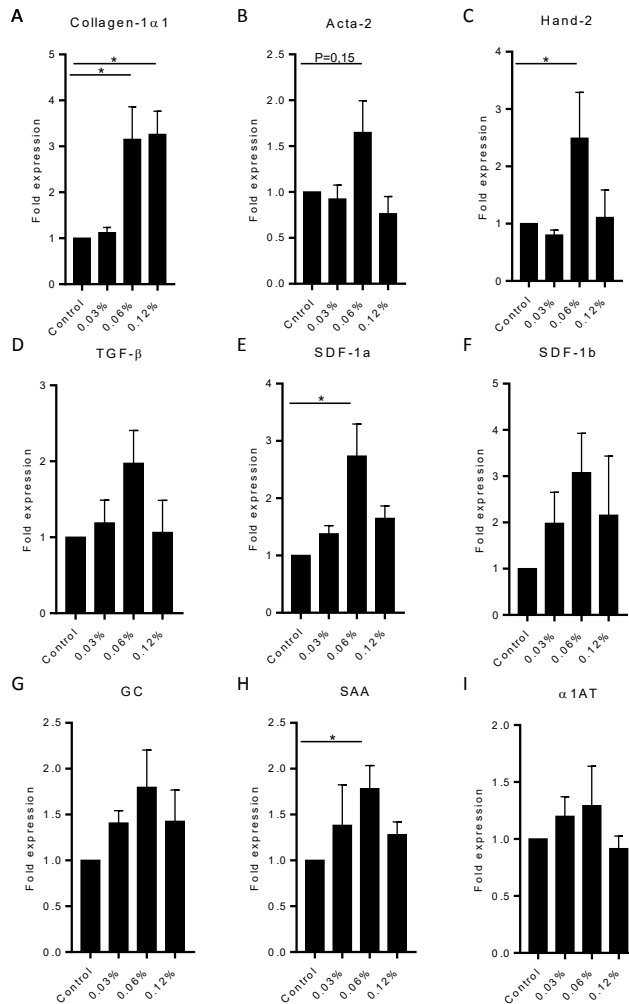 A
Collagen-1α1
Fold expression
5
4
3
2
1
0
*
*
Control
0.03%
0.06%
0.12%
B
Acta-2
Fold expression
2.5
2.0
1.5
1.0
0.5
0.0
P=0.15
Control
0.03%
0.06%
0.12%
C
Hand-2
Fold expression
4
3
2
1
0
*
Control
0.03%
0.06%
0.12%
D
TGF-β
Fold expression
3
2
1
0
Control
0.03%
0.06%
0.12%
E
SDF-1a
Fold expression
4
3
2
1
0
*
Control
0.03%
0.06%
0.12%
F
SDF-1b
Fold expression
5
4
3
2
1
0
Control
0.03%
0.06%
0.12%
G
GC
Fold expression
2.5
2.0
1.5
1.0
0.5
0.0
Control
0.03%
0.06%
0.12%
H
SAA
Fold expression
2.5
2.0
1.5
1.0
0.5
0.0
*
Control
0.03%
0.06%
0.12%
I
α1AT
Fold expression
2.0
1.5
1.0
0.5
0.0
Control
0.03%
0.06%
0.12%